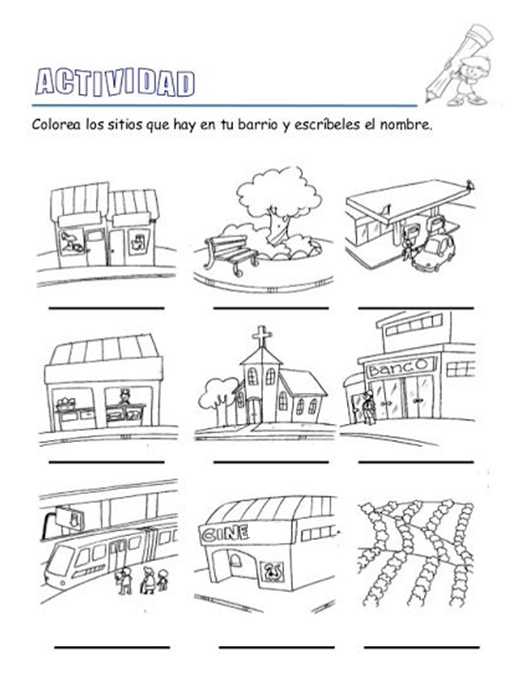 ACTIVIDAD
Colorea los sitios que hay en tu barrio y escríbeles el nombre.
BANCO
CINE